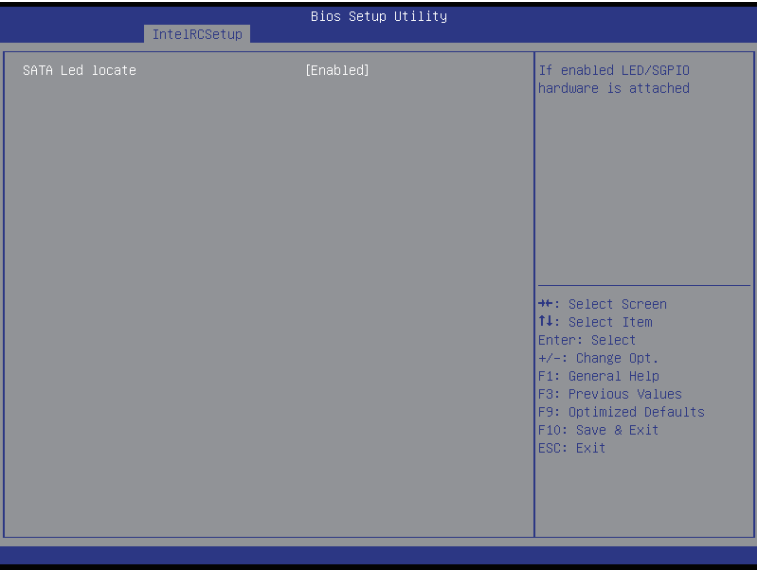 Bios Setup Utility
IntelRCSetup
SATA Led locate [Enabled]
If enabled LED/SGPIO
hardware is attached
→←: Select Screen
↑↓: Select Item
Enter: Select
+/-: Change Opt.
F1: General Help
F3: Previous Values
F9: Optimized Defaults
F10: Save & Exit
ESC: Exit